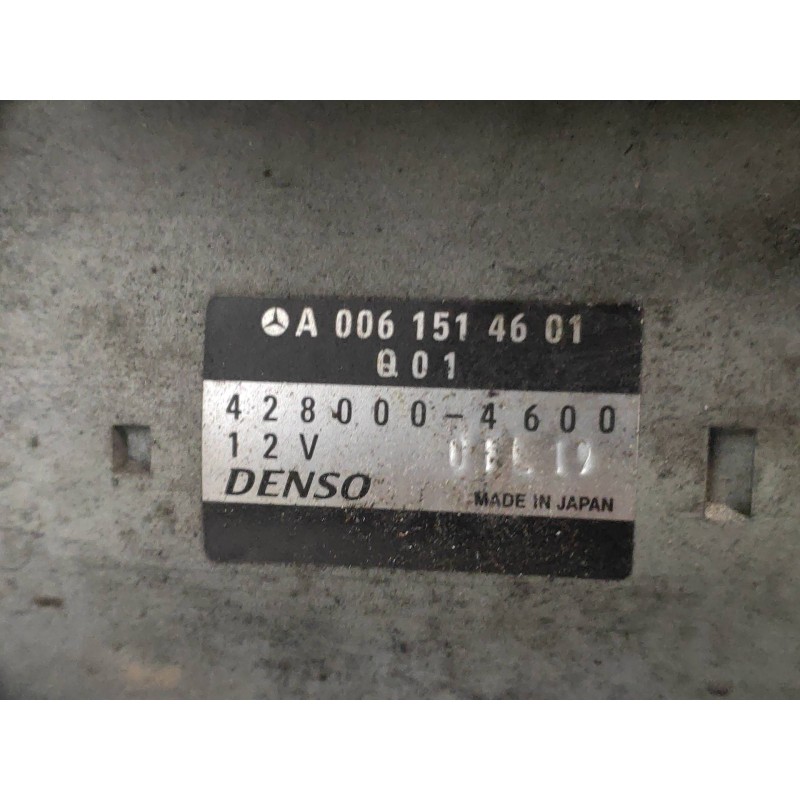 A 006 151 46 01
Q01
428000-4600
12V
DENSO
MADE IN JAPAN